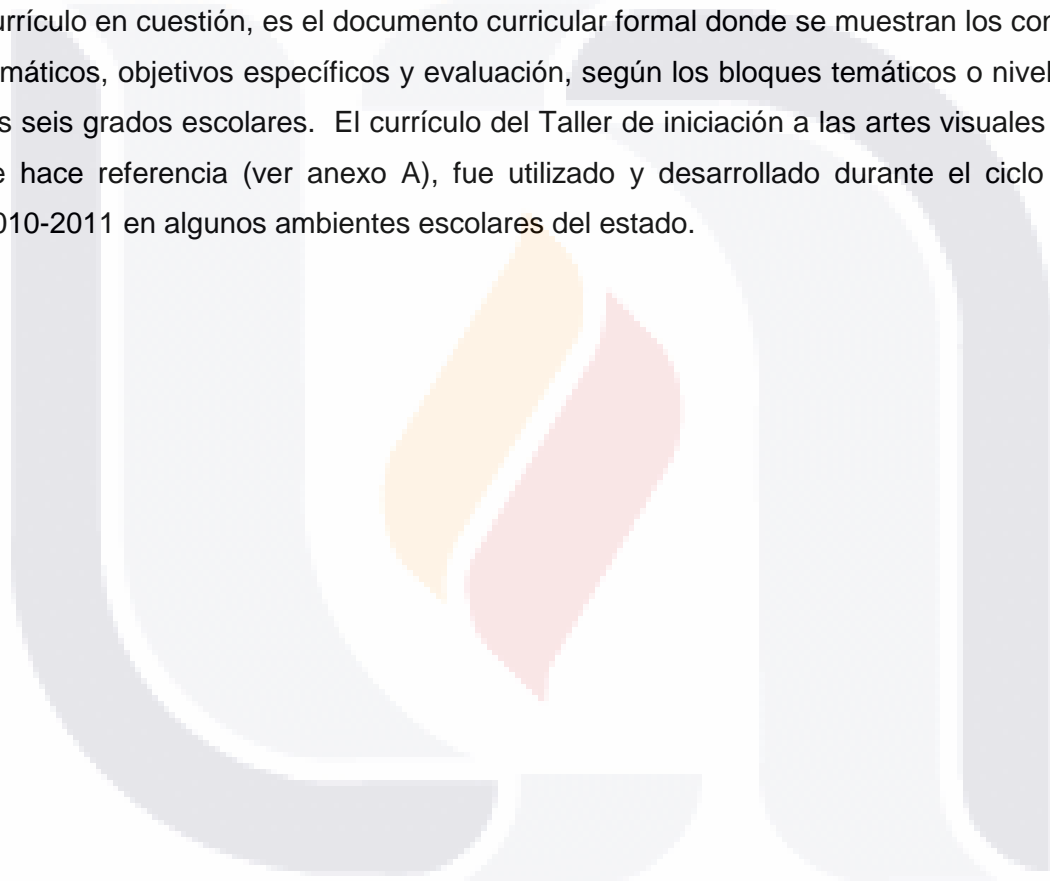 urrículo en cuestión, es el documento curricular formal donde se muestran los con
máticos, objetivos específicos y evaluación, según los bloques temáticos o nivel
s seis grados escolares. El currículo del Taller de iniciación a las artes visuales
e hace referencia (ver anexo A), fue utilizado y desarrollado durante el ciclo
010-2011 en algunos ambientes escolares del estado.